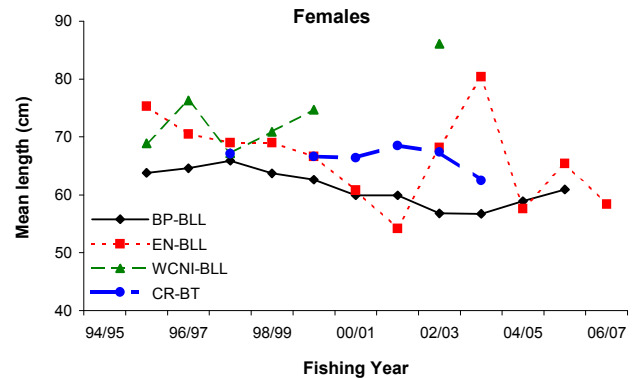 Females
Mean length (cm)
90
80
70
60
50
40
BP-BLL
EN-BLL
WCNI-BLL
CR-BT
94/95 96/97 98/99 00/01 02/03 04/05 06/07
Fishing Year